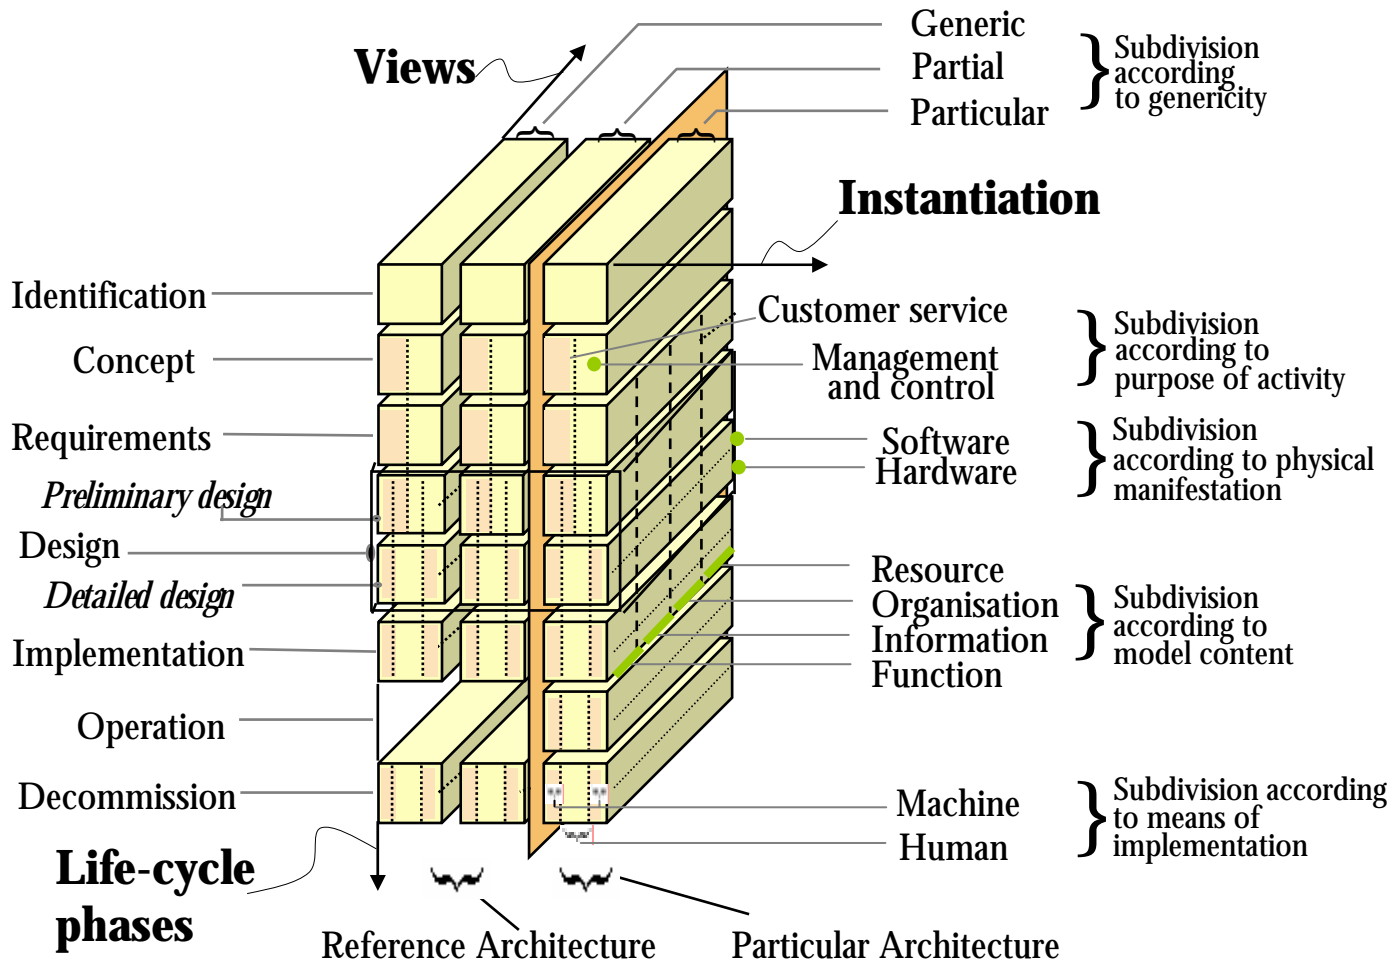 Generic
Views
Partial
Particular
}
Subdivision
according
to genericity
Instantiation
Identification
Concept
Requirements
Preliminary design
Design
Detailed design
Implementation
Operation
Decommission
Life-cycle
phases
Customer service
Management
and control
}
Subdivision
according to
purpose of activity
Software
Hardware
}
Subdivision
according to physical
manifestation
Resource
Organisation
Information
Function
}
Subdivision
according to
model content
Machine
Human
}
Subdivision according
to means of
implementation
Reference Architecture
Particular Architecture